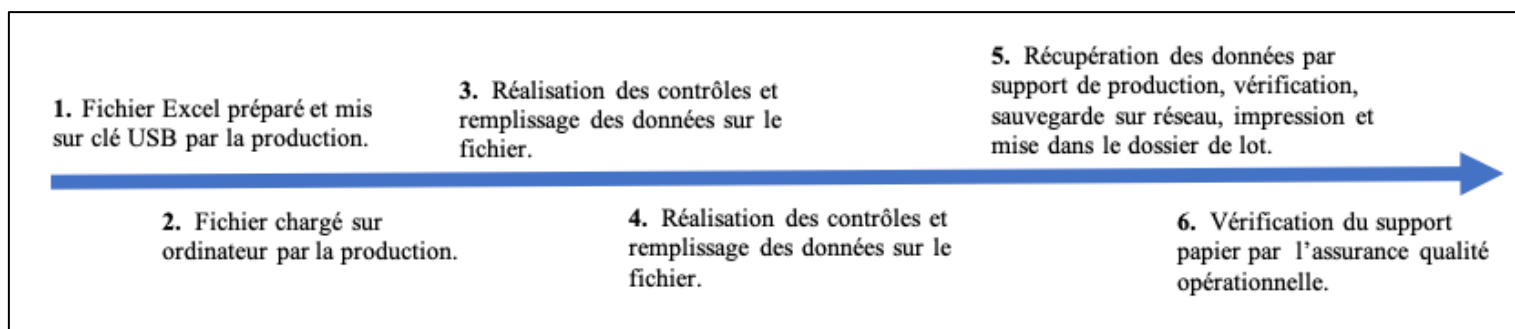 1. Fichier Excel préparé et mis
sur clé USB par la production.
2. Fichier chargé sur
ordinateur par la production.
3. Réalisation des contrôles et
remplissage des données sur le
fichier.
4. Réalisation des contrôles et
remplissage des données sur le
fichier.
5. Récupération des données par
support de production, vérification,
sauvegarde sur réseau, impression et
mise dans le dossier de lot.
6. Vérification du support
papier par l’assurance qualité
opérationnelle.